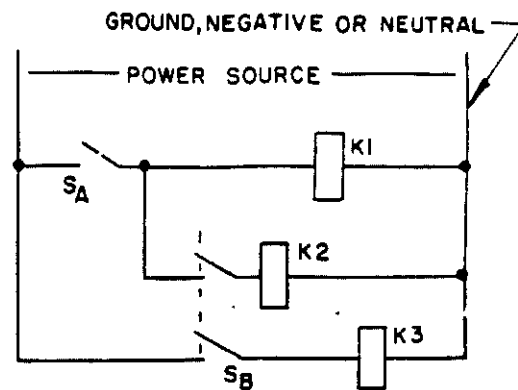 GROUND, NEGATIVE OR NEUTRAL
POWER SOURCE
K1
SA
K2
K3
SB